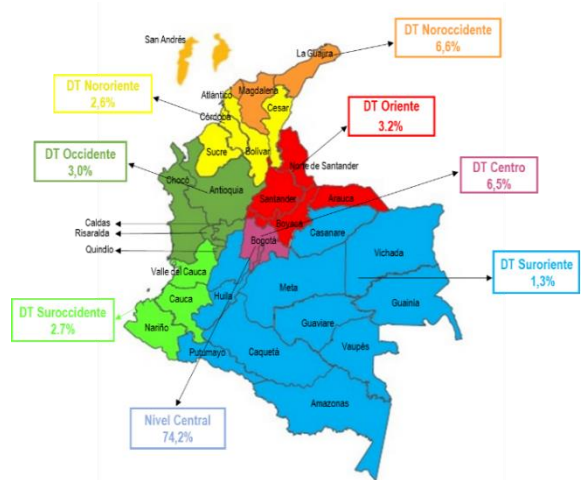 San Andrés
La Guajira
DT Noroccidente
6,6%
DT Nororiente
2,6%
Atlántico
Magdalena
Córdoba
Cesar
Sucre
Bolívar
DT Oriente
3.2%
DT Occidente
3,0%
Norte de Santander
Chocó
Antioquia
Santander
Arauca
DT Centro
6,5%
Boyacá
Caldas
Risaralda
Quindío
Bogotá
Casanare
Vichada
Valle del Cauca
DT Suroriente
1,3%
Cauca
Huila
Meta
Guainía
DT Suroccidente
2.7%
Nariño
Guaviare
Vaupés
Putumayo
Caquetá
Amazonas
Nivel Central
74,2%